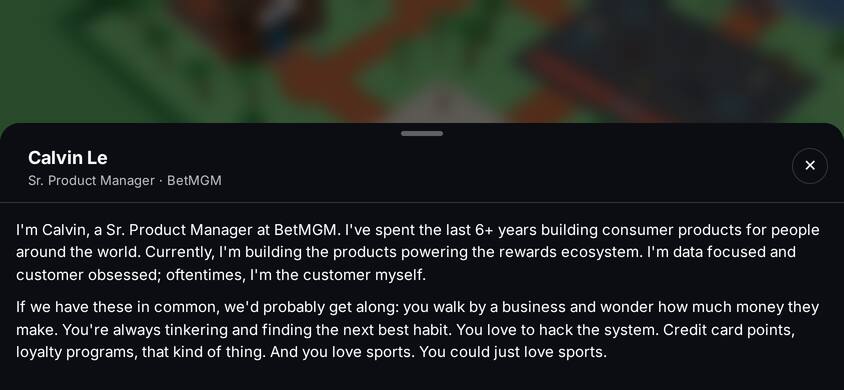 Calvin Le
Sr. Product Manager · BetMGM
I'm Calvin, a Sr. Product Manager at BetMGM. I've spent the last 6+ years building consumer products for people
around the world. Currently, I'm building the products powering the rewards ecosystem. I'm data focused and
customer obsessed; oftentimes, I'm the customer myself.
If we have these in common, we'd probably get along: you walk by a business and wonder how much money they
make. You're always tinkering and finding the next best habit. You love to hack the system. Credit card points,
loyalty programs, that kind of thing. And you love sports. You could just love sports.